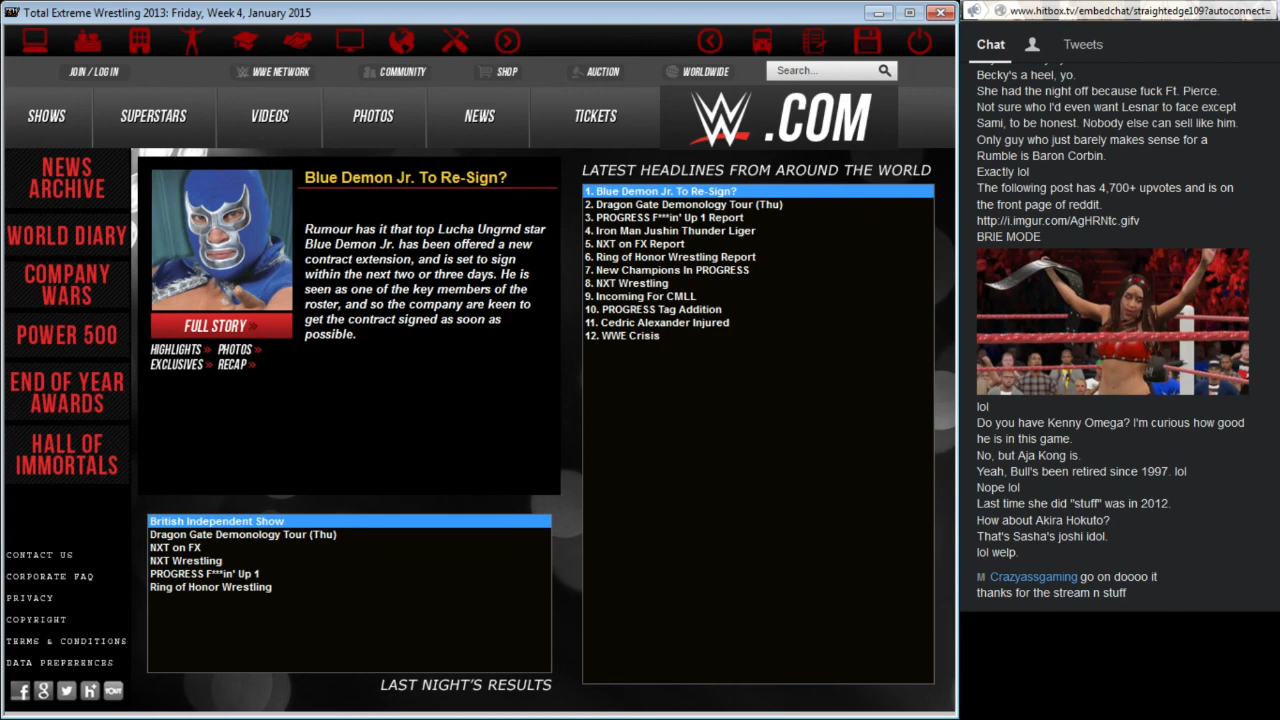 Total Extreme Wrestling 2013: Friday, Week 4, January 2015
JOIN / LOG IN
WWE NETWORK
COMMUNITY
SHOP
AUCTION
WORLDWIDE
Search...
SHOWS
SUPERSTARS
VIDEOS
PHOTOS
NEWS
TICKETS
W .COM
NEWS
ARCHIVE
WORLD DIARY
COMPANY
WARS
POWER 500
END OF YEAR
AWARDS
HALL OF
IMMORTALS
CONTACT US
CORPORATE FAQ
PRIVACY
COPYRIGHT
TERMS & CONDITIONS
DATA PREFERENCES
Blue Demon Jr. To Re-Sign?
Rumour has it that top Lucha Ungrnd star
Blue Demon Jr. has been offered a new
contract extension, and is set to sign
within the next two or three days. He is
seen as one of the key members of the
roster, and so the company are keen to
get the contract signed as soon as
possible.
FULL STORY »
HIGHLIGHTS » PHOTOS »
EXCLUSIVES » RECAP »
British Independent Show
Dragon Gate Demonology Tour (Thu)
NXT on FX
NXT Wrestling
PROGRESS F***in' Up 1
Ring of Honor Wrestling
LAST NIGHT'S RESULTS
LATEST HEADLINES FROM AROUND THE WORLD
1. Blue Demon Jr. To Re-Sign?
2. Dragon Gate Demonology Tour (Thu)
3. PROGRESS F***in' Up 1 Report
4. Iron Man Jushin Thunder Liger
5. NXT on FX Report
6. Ring of Honor Wrestling Report
7. New Champions In PROGRESS
8. NXT Wrestling
9. Incoming For CMLL
10. PROGRESS Tag Addition
11. Cedric Alexander Injured
12. WWE Crisis
www.hitbox.tv/embedchat/straightedge109?autoconnect=
Chat
Tweets
Becky's a heel, yo.
She had the night off because fuck Ft. Pierce.
Not sure who I'd even want Lesnar to face except
Sami, to be honest. Nobody else can sell like him.
Only guy who just barely makes sense for a
Rumble is Baron Corbin.
Exactly lol
The following post has 4,700+ upvotes and is on
the front page of reddit.
http://i.imgur.com/AgHRNtc.gifv
BRIE MODE
lol
Do you have Kenny Omega? I'm curious how good
he is in this game.
No, but Aja Kong is.
Yeah, Bull's been retired since 1997. lol
Nope lol
Last time she did "stuff" was in 2012.
How about Akira Hokuto?
That's Sasha's joshi idol.
lol welp.
M Crazyassgaming go on doooo it
thanks for the stream n stuff